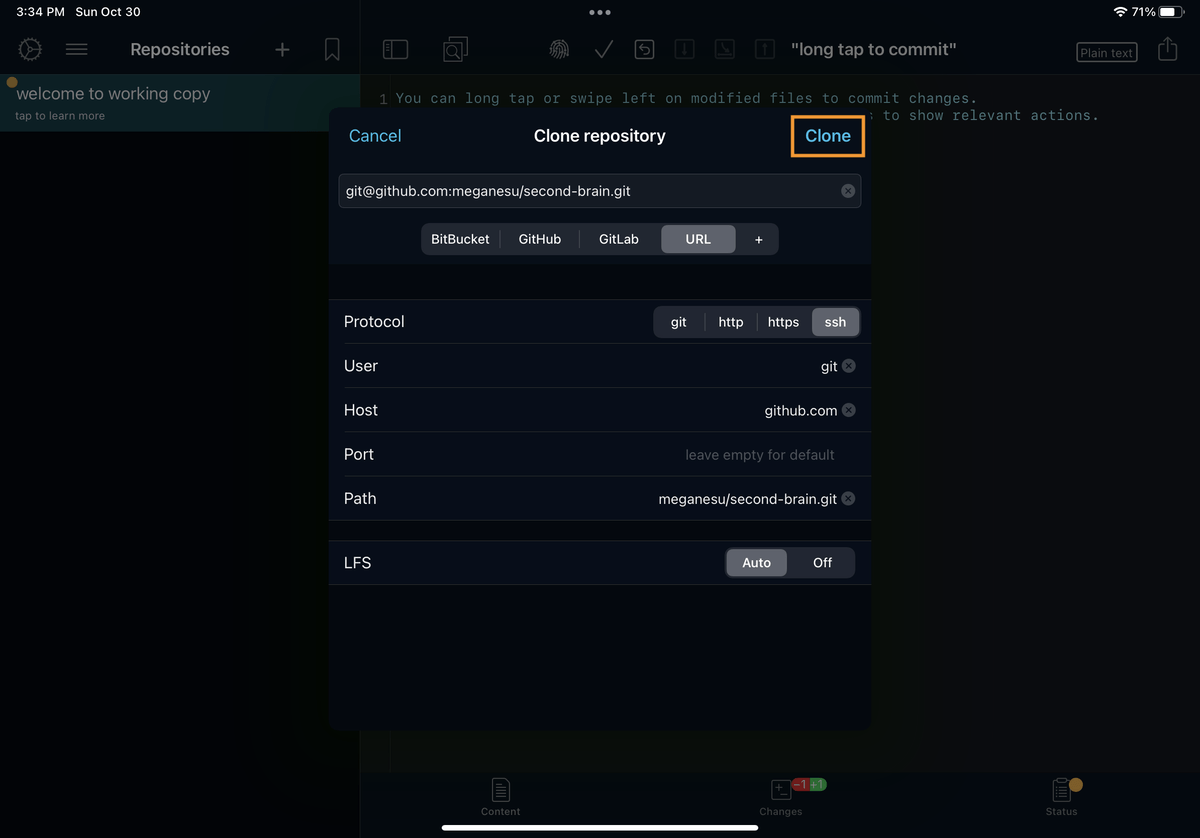 3:34 PM Sun Oct 30
71%
Repositories
"long tap to commit"
Plain text
welcome to working copy
tap to learn more
1 You can long tap or swipe left on modified files to commit changes.
to show relevant actions.
Cancel
Clone repository
Clone
git@github.com:meganesu/second-brain.git
BitBucket GitHub GitLab URL +
Protocol git http https ssh
User git
Host github.com
Port leave empty for default
Path meganesu/second-brain.git
LFS Auto Off
Content
-1 +1
Changes
Status